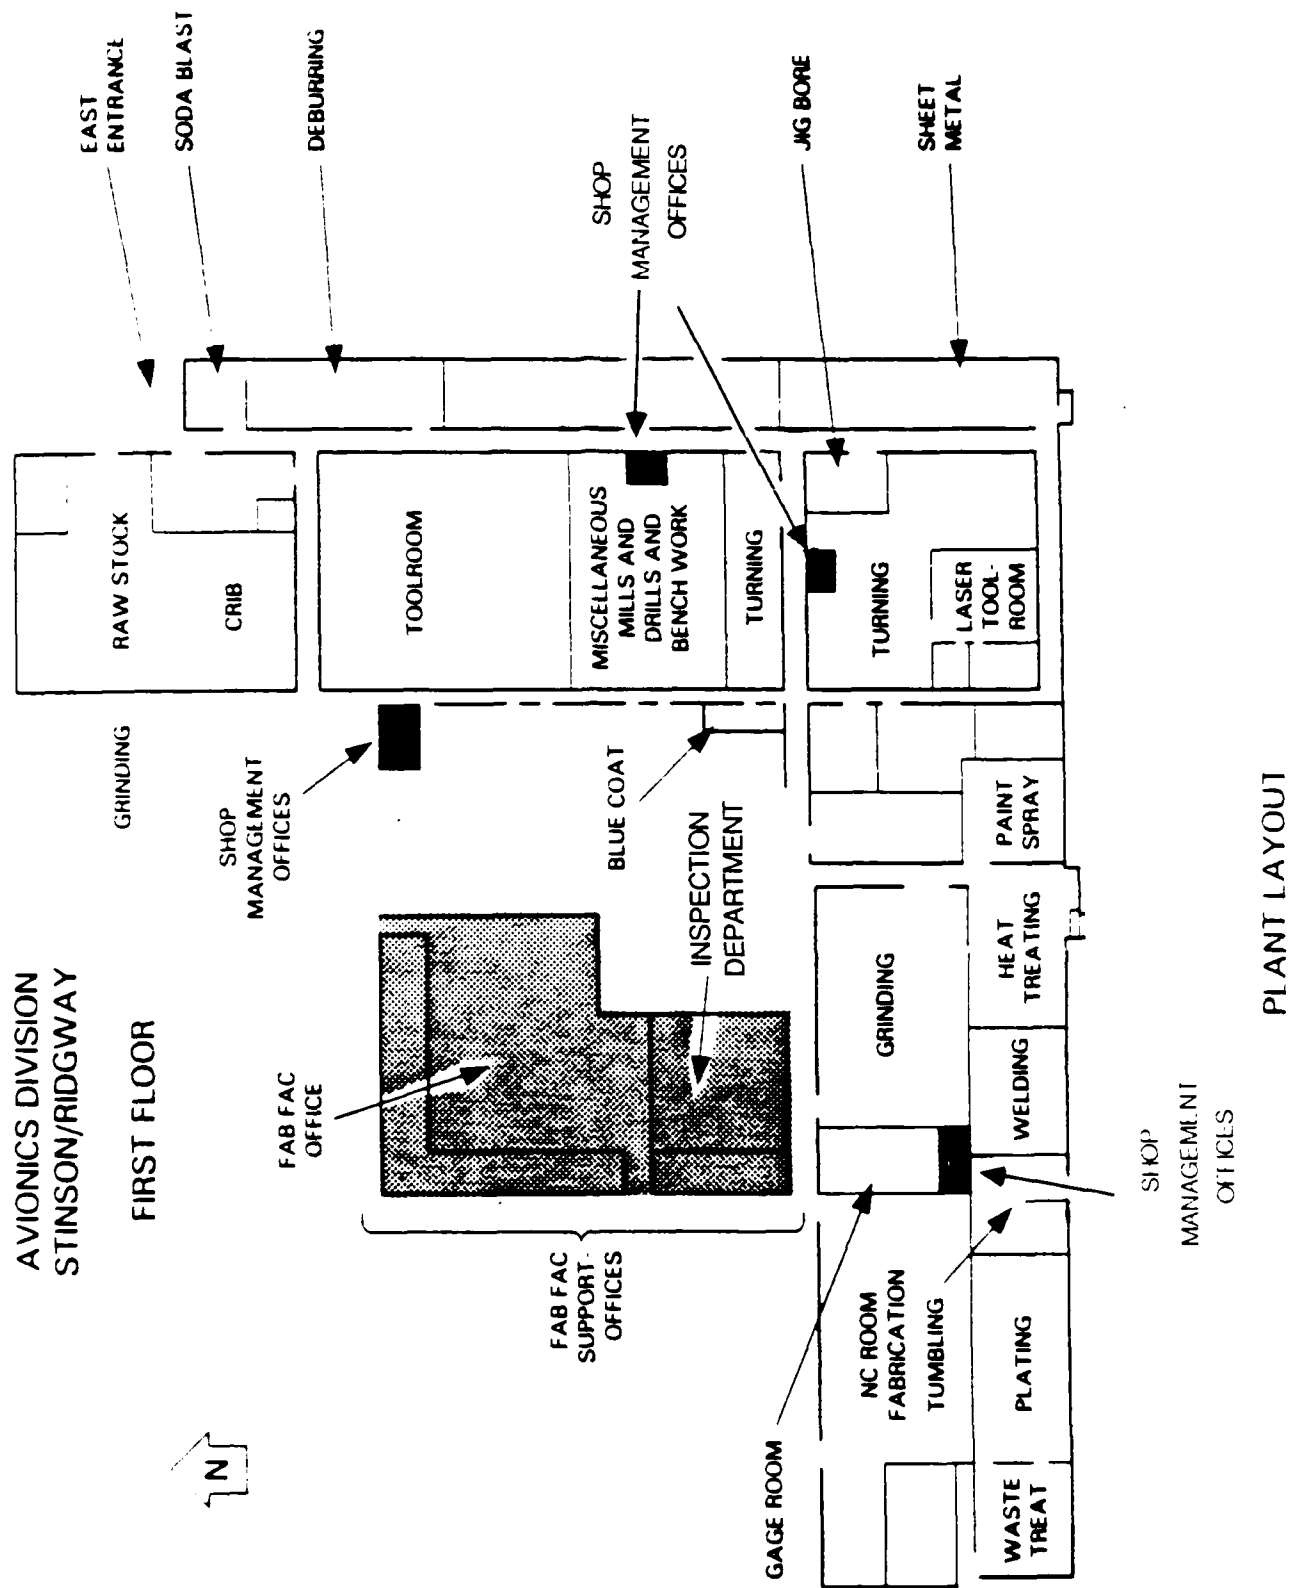 AVIONICS DIVISION
STINSON/RIDGWAY
FIRST FLOOR
N
EAST
ENTRANCE
SODA BLAST
DEBURRING
SHOP
MANAGEMENT
OFFICES
JIG BORE
SHEET
METAL
RAW STOCK
CRIB
GRINDING
TOOLROOM
MISCELLANEOUS
MILLS AND
DRILLS AND
BENCH WORK
TURNING
TURNING
LASER
TOOL-
ROOM
SHOP
MANAGEMENT
OFFICES
BLUE COAT
INSPECTION
DEPARTMENT
FAB FAC
OFFICE
FAB FAC
SUPPORT
OFFICES
PAINT
SPRAY
GRINDING
HEAT
TREATING
WELDING
SHOP
MANAGEMENT
OFFICES
GAGE ROOM
NC ROOM
FABRICATION
TUMBLING
PLATING
WASTE
TREAT
PLANT LAYOUT